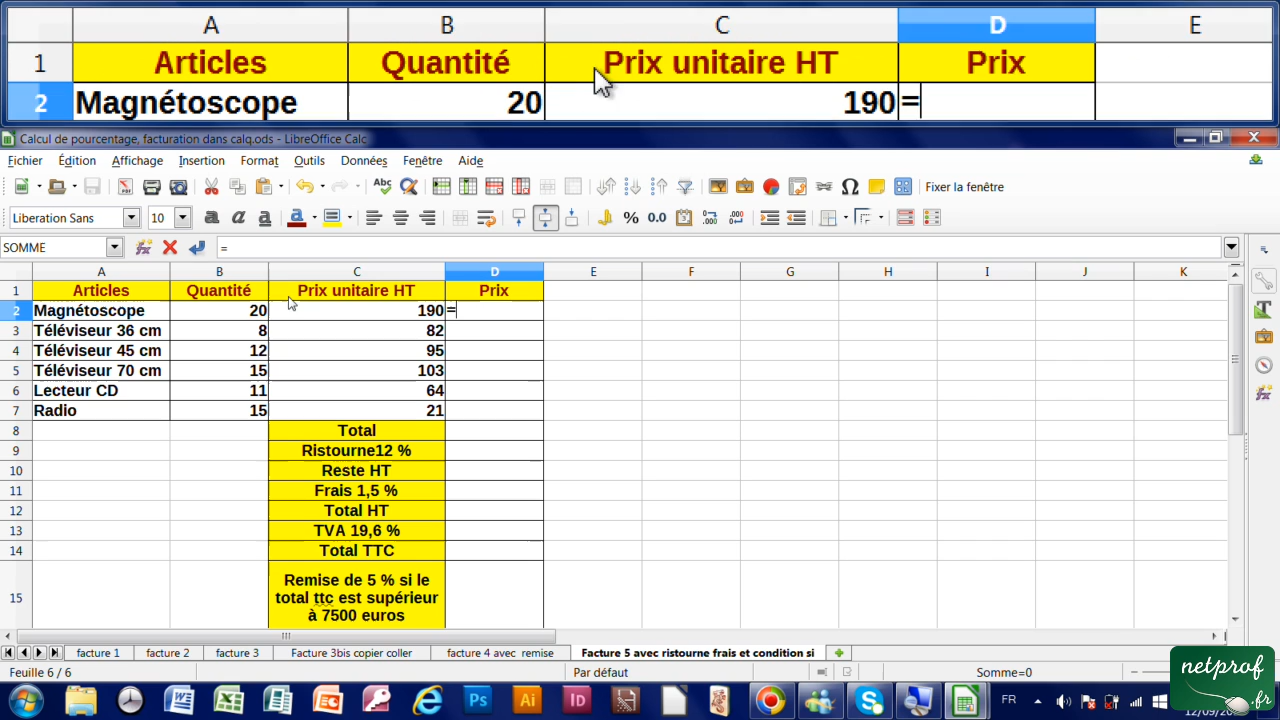 A B C D E
1 Articles Quantité Prix unitaire HT Prix
2 Magnétoscope 20 190 =
Calcul de pourcentage, facturation dans calq.ods - LibreOffice Calc
Fichier Édition Affichage Insertion Format Outils Données Fenêtre Aide
Fixer la fenêtre
Liberation Sans 10
SOMME =
A B C D E F G H I J K
1 Articles Quantité Prix unitaire HT Prix
2 Magnétoscope 20 190 =
3 Téléviseur 36 cm 8 82
4 Téléviseur 45 cm 12 95
5 Téléviseur 70 cm 15 103
6 Lecteur CD 11 64
7 Radio 15 21
8 Total
9 Ristourne12 %
10 Reste HT
11 Frais 1,5 %
12 Total HT
13 TVA 19,6 %
14 Total TTC
15 Remise de 5 % si le
total ttc est supérieur
à 7500 euros
facture 1 facture 2 facture 3 Facture 3bis copier coller facture 4 avec remise Facture 5 avec ristourne frais et condition si
Feuille 6 / 6 Par défaut Somme=0
FR
netprof
.fr